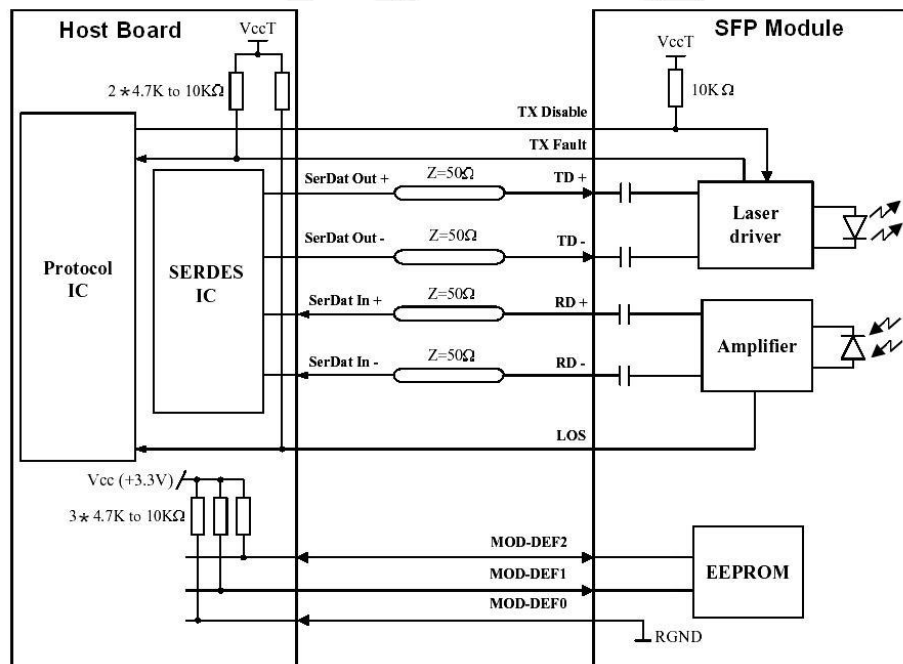 Host Board
SFP Module
VccT
VccT
2*4.7K to 10KΩ
10K Ω
TX Disable
TX Fault
SerDat Out +
Z=50Ω
TD +
SerDat Out -
Z=50Ω
TD -
Laser
driver
Protocol
IC
SERDES
IC
SerDat In +
Z=50Ω
RD +
SerDat In -
Z=50Ω
RD -
Amplifier
LOS
Vcc (+3.3V)
3*4.7K to 10KΩ
MOD-DEF2
MOD-DEF1
MOD-DEF0
EEPROM
RGND